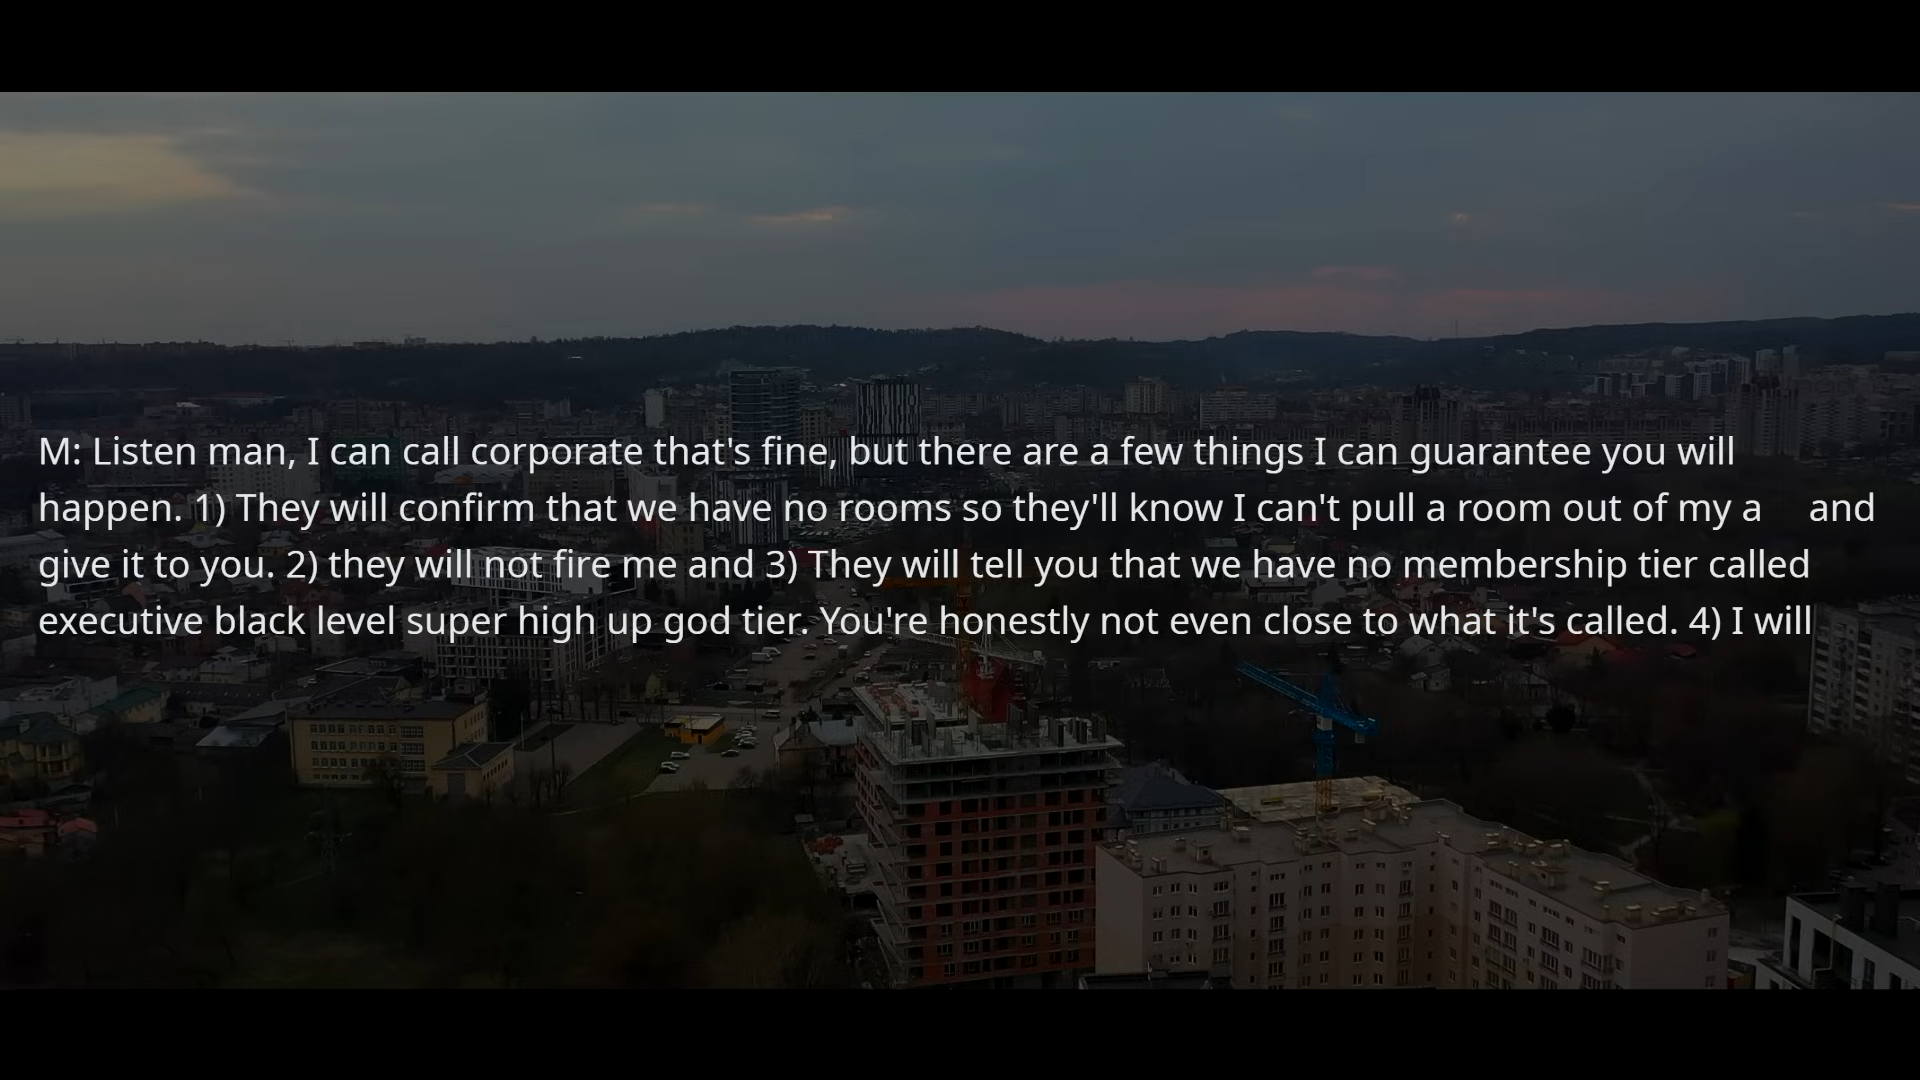 M: Listen man, I can call corporate that's fine, but there are a few things I can guarantee you will
happen. 1) They will confirm that we have no rooms so they'll know I can't pull a room out of my a    and
give it to you. 2) they will not fire me and 3) They will tell you that we have no membership tier called
executive black level super high up god tier. You're honestly not even close to what it's called. 4) I will